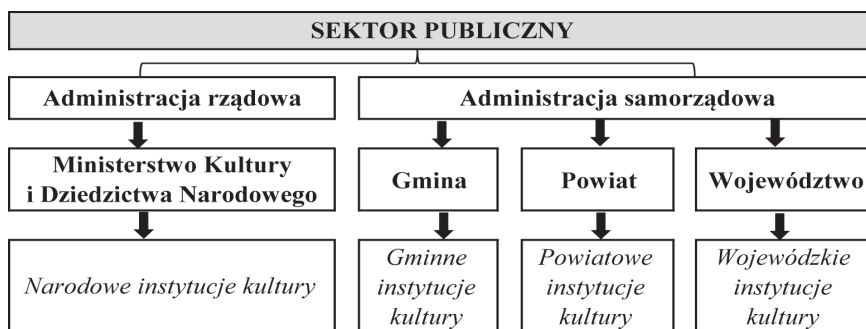 SEKTOR PUBLICZNY
Administracja rządowa
Administracja samorządowa
Ministerstwo Kultury
i Dziedzictwa Narodowego
Gmina
Powiat
Województwo
Narodowe instytucje kultury
Gminne
instytucje
kultury
Powiatowe
instytucje
kultury
Wojewódzkie
instytucje
kultury